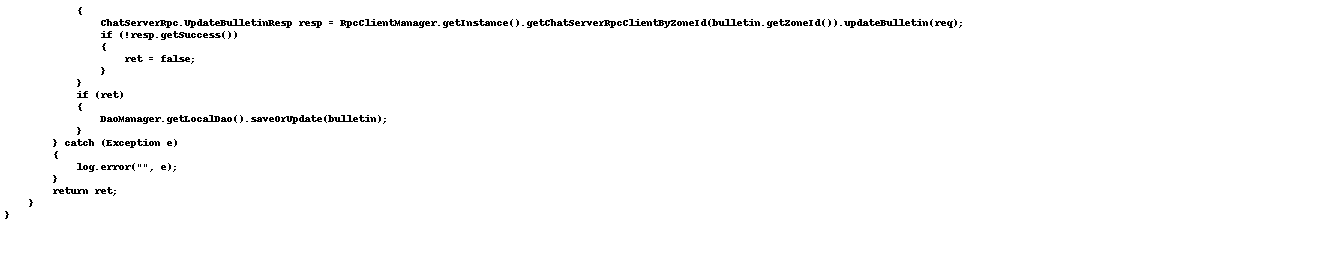 {
ChatServerRpc.UpdateBulletinResp resp = RpcClientManager.getInstance().getChatServerRpcClientByZoneId(bulletin.getZoneId()).updateBulletin(req);
if (!resp.getSuccess())
{
ret = false;
}
}
if (ret)
{
DaoManager.getLocalDao().saveOrUpdate(bulletin);
}
} catch (Exception e)
{
log.error("", e);
}
return ret;
}
}